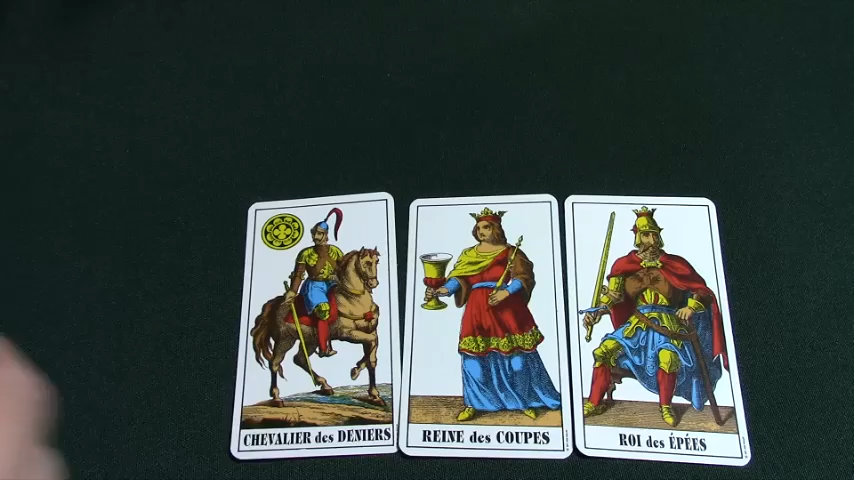 CHEVALIER des DENIERS
REINE des COUPES
ROI des ÉPÉES